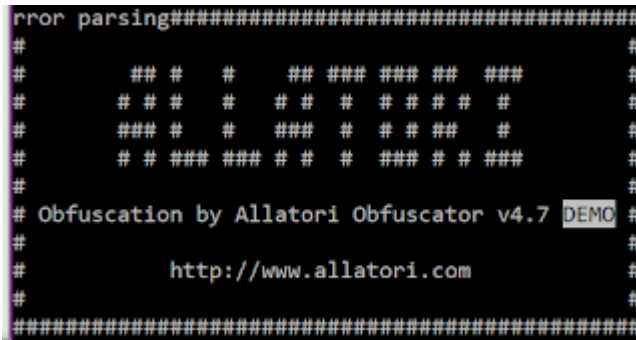 rror parsing####################################
#                                               #
#        ## #   #    ## ### ### ##  ###        #
#       # # #   #   # #  #  # # # #  #         #
#       ### #   #   ###  #  # # ##   #         #
#       # # ### ### # #  #  ### # # ###        #
#                                               #
# Obfuscation by Allatori Obfuscator v4.7 DEMO #
#                                               #
#           http://www.allatori.com            #
#                                               #
################################################